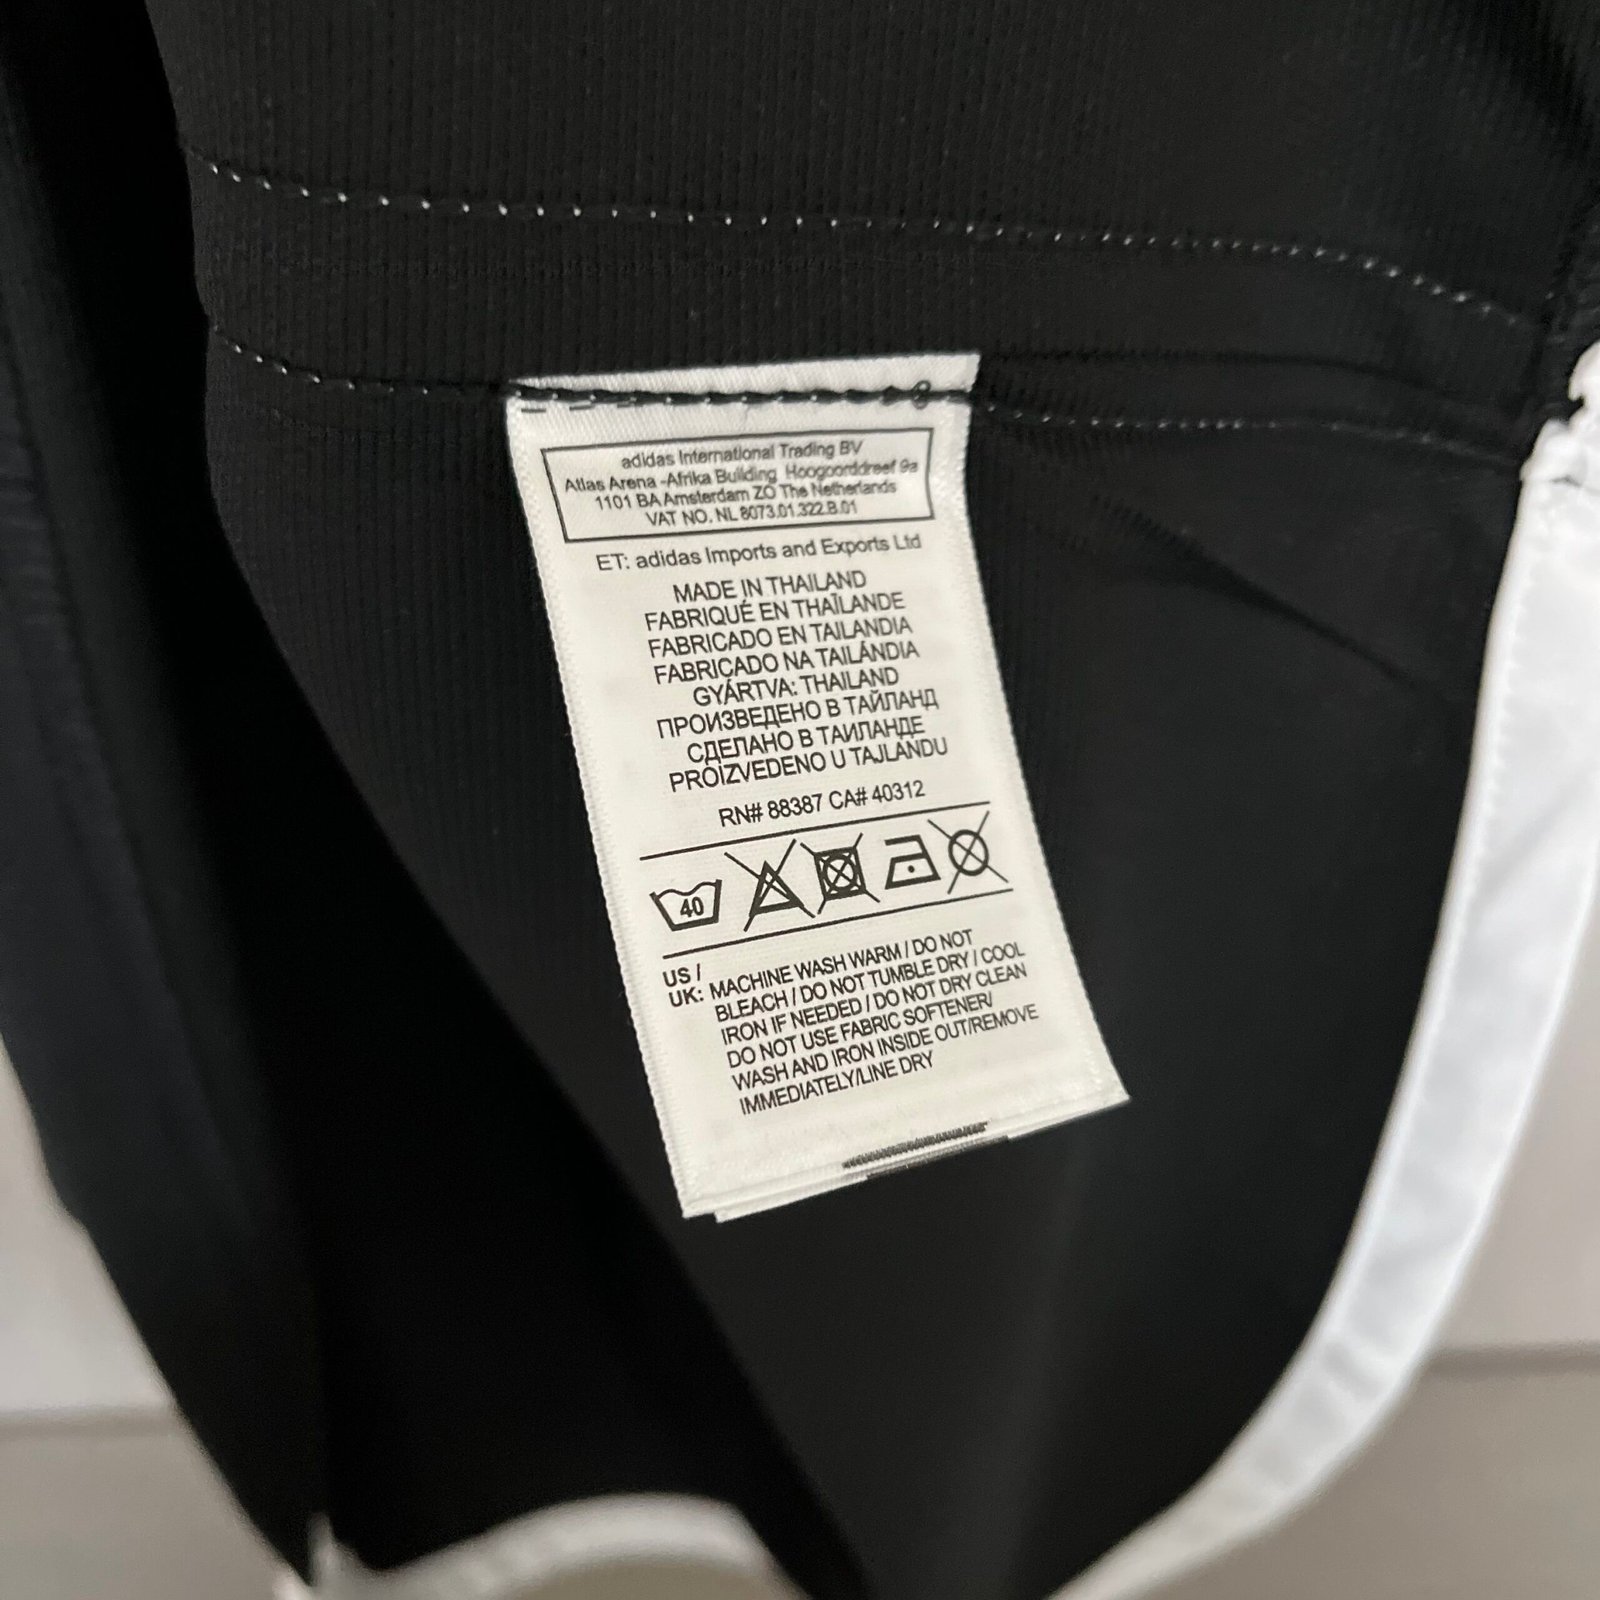 adidas International Trading BV
Atlas Arena -Afrika Building Hoogoorddreef 9a
1101 BA Amsterdam ZO The Netherlands
VAT NO. NL 8073.01.322.B.01
ET: adidas Imports and Exports Ltd
MADE IN THAILAND
FABRIQUÉ EN THAÏLANDE
FABRICADO EN TAILANDIA
FABRICADO NA TAILÁNDIA
GYÁRTVA: THAILAND
ПРОИЗВЕДЕНО В ТАЙЛАНД
СДЕЛАНО В ТАИЛАНДЕ
PROIZVEDENO U TAJLANDU
RN# 88387 CA# 40312
40
US / UK: MACHINE WASH WARM / DO NOT
BLEACH / DO NOT TUMBLE DRY / COOL
IRON IF NEEDED / DO NOT DRY CLEAN
DO NOT USE FABRIC SOFTENER/
WASH AND IRON INSIDE OUT/REMOVE
IMMEDIATELY/LINE DRY